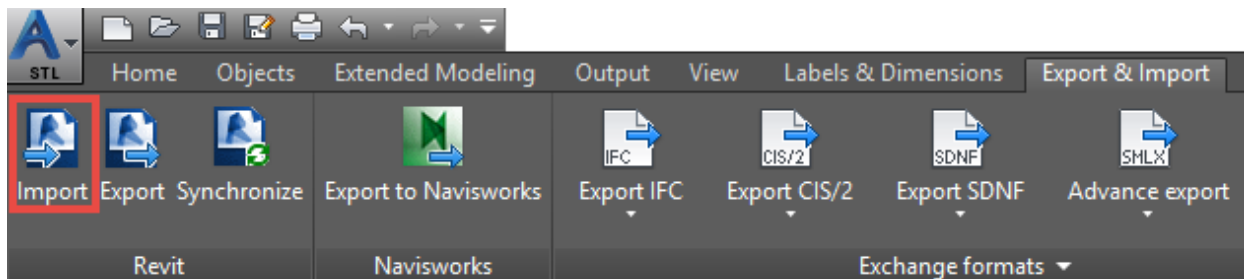 STL
Home Objects Extended Modeling Output View Labels & Dimensions Export & Import
IFC CIS/2 SDNF SMLX
Import Export Synchronize Export to Navisworks Export IFC Export CIS/2 Export SDNF Advance export
Revit Navisworks Exchange formats